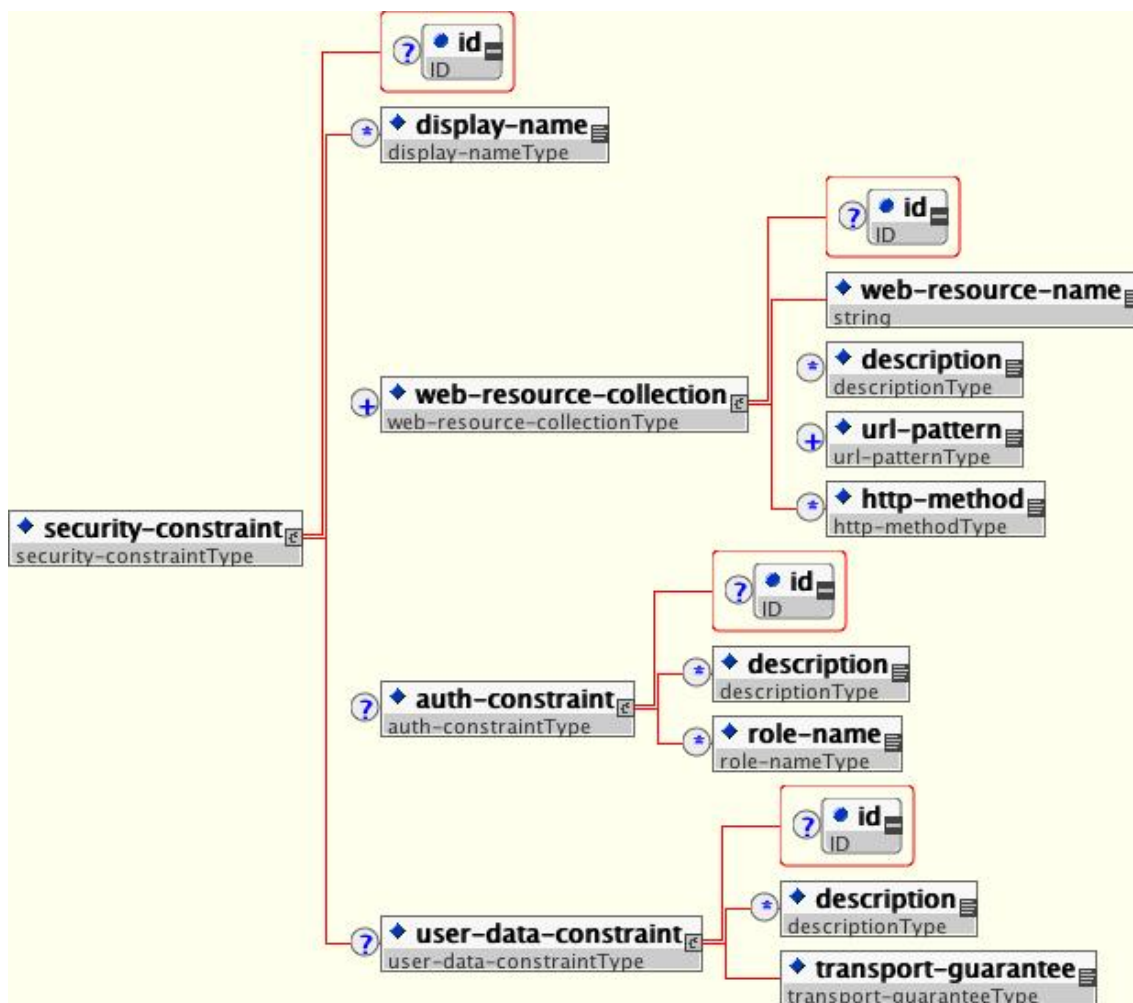 id
ID
display-name
display-nameType
id
ID
web-resource-name
string
description
descriptionType
web-resource-collection
web-resource-collectionType
url-pattern
url-patternType
http-method
http-methodType
security-constraint
security-constraintType
id
ID
description
descriptionType
auth-constraint
auth-constraintType
role-name
role-nameType
id
ID
description
descriptionType
user-data-constraint
user-data-constraintType
transport-guarantee
transport-guaranteeType